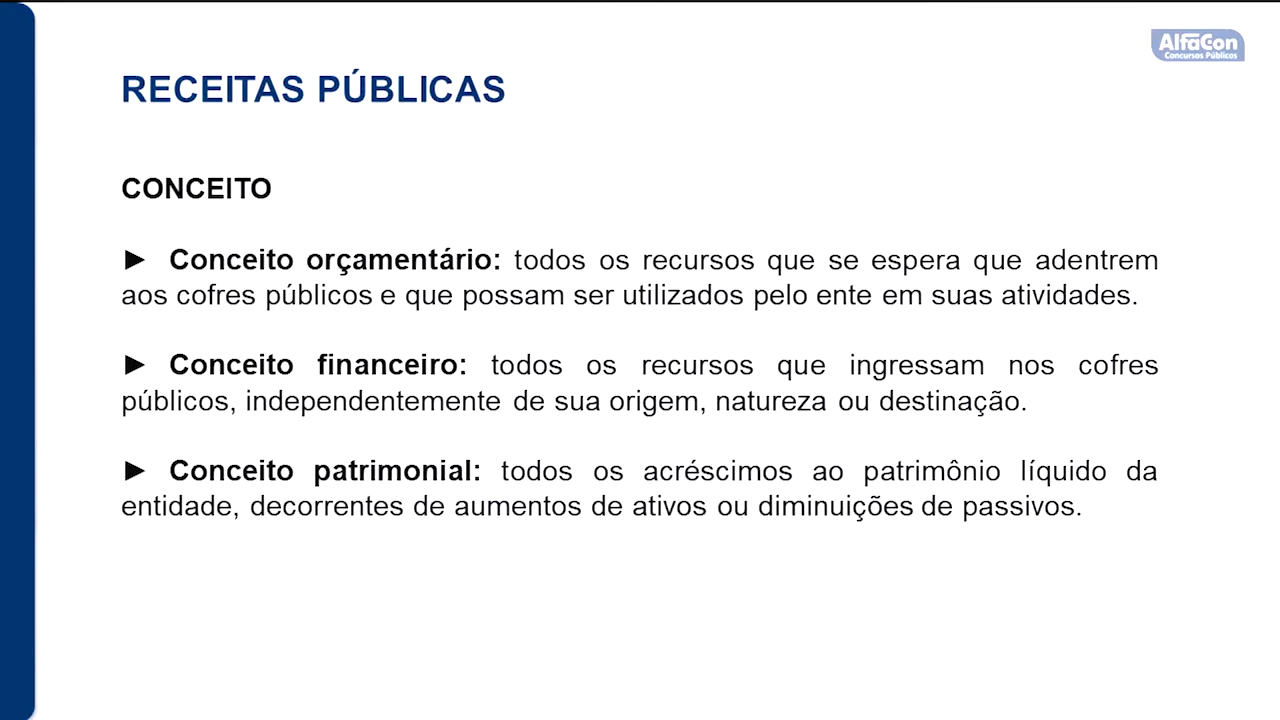 AlfaCon
Concursos Públicos
RECEITAS PÚBLICAS
CONCEITO
► Conceito orçamentário: todos os recursos que se espera que adentrem
aos cofres públicos e que possam ser utilizados pelo ente em suas atividades.
► Conceito financeiro: todos os recursos que ingressam nos cofres
públicos, independentemente de sua origem, natureza ou destinação.
► Conceito patrimonial: todos os acréscimos ao patrimônio líquido da
entidade, decorrentes de aumentos de ativos ou diminuições de passivos.